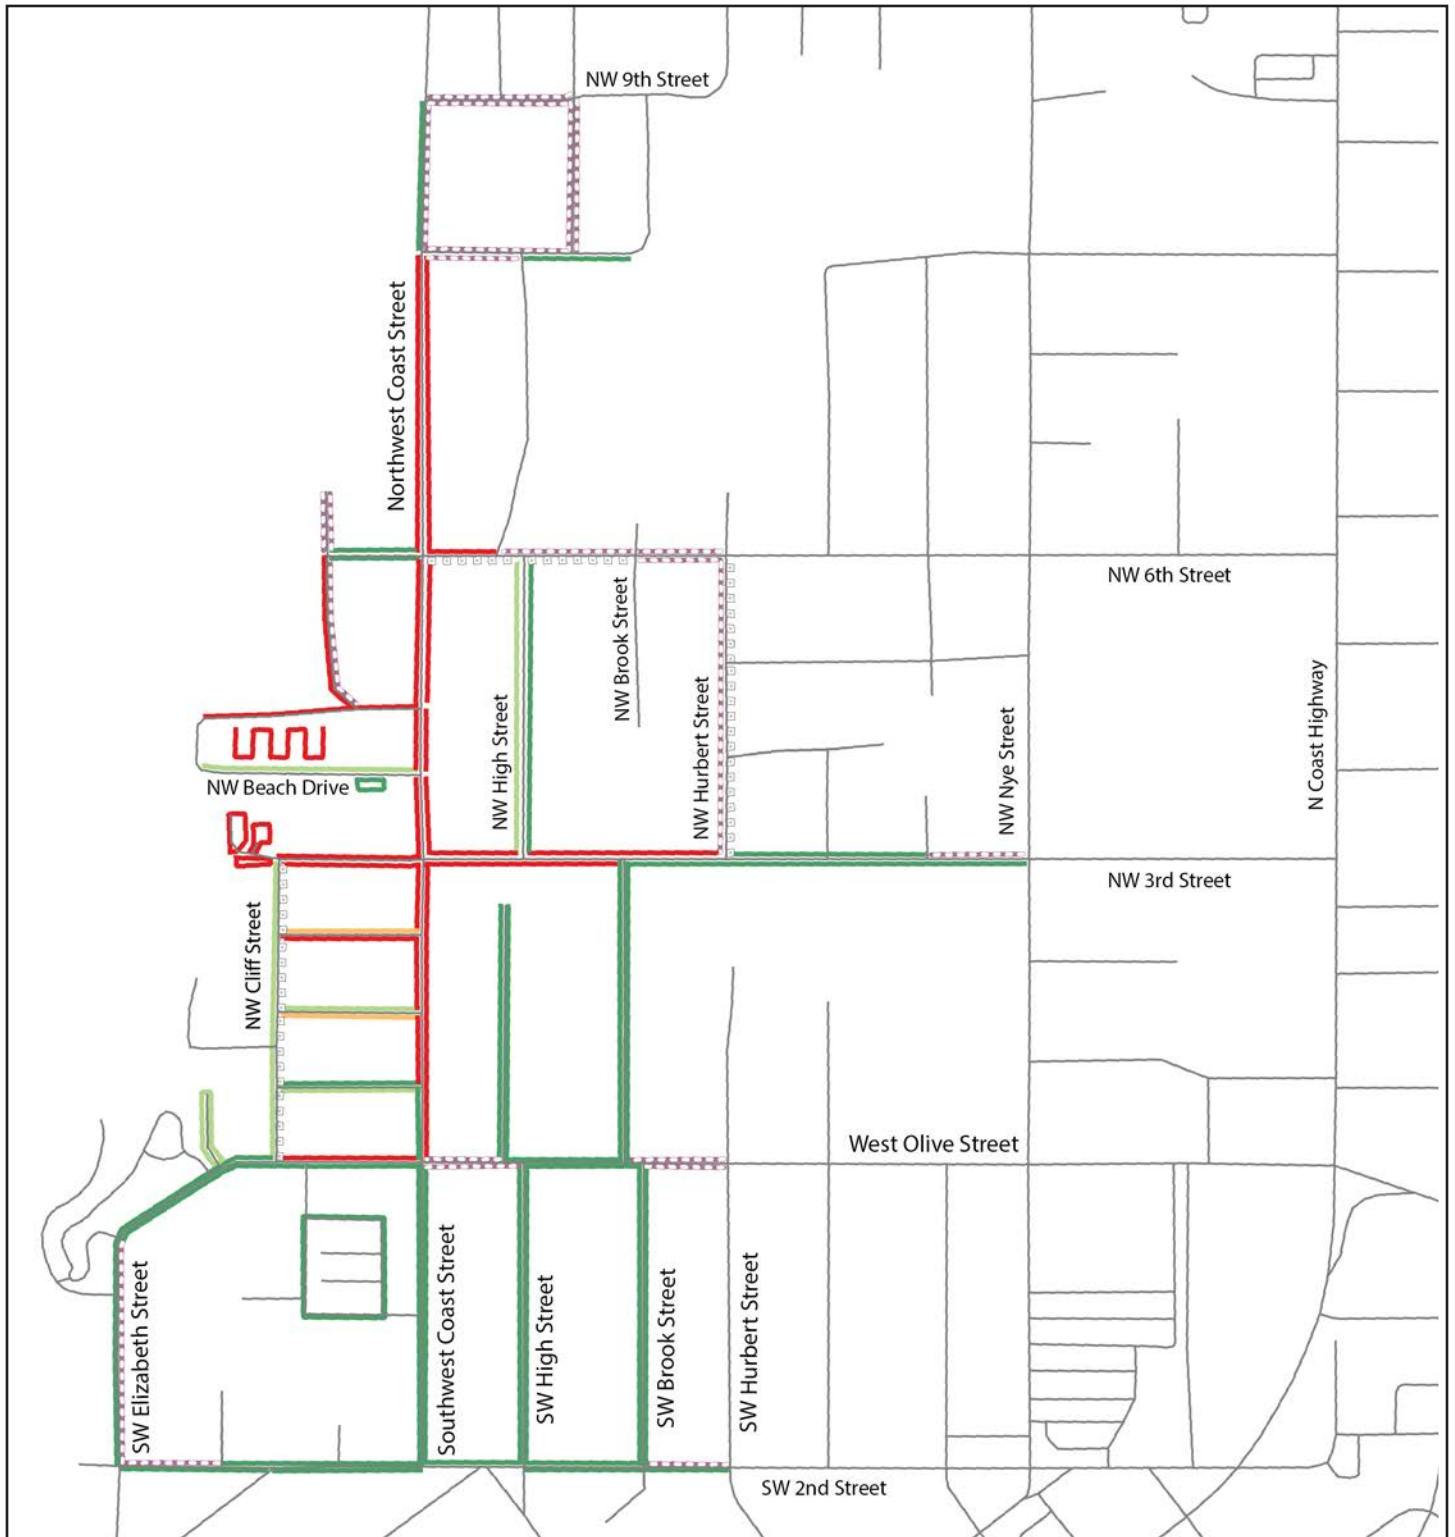 NW 9th Street
Northwest Coast Street
NW 6th Street
NW Brook Street
N Coast Highway
NW Hurbert Street
NW High Street
NW Nye Street
NW Beach Drive
NW 3rd Street
NW Cliff Street
West Olive Street
SW Elizabeth Street
Southwest Coast Street
SW High Street
SW Brook Street
SW Hurbert Street
SW 2nd Street